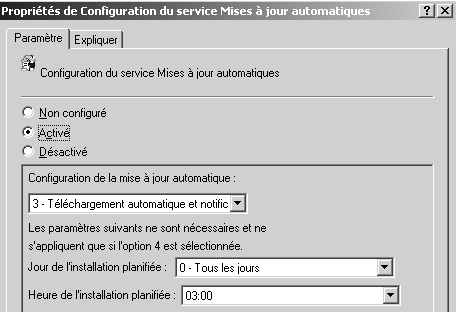 Propriétés de Configuration du service Mises à jour automatiques
Paramètre Expliquer
Configuration du service Mises à jour automatiques
Non configuré
Activé
Désactivé
Configuration de la mise à jour automatique :
3 - Téléchargement automatique et notific
Les paramètres suivants ne sont nécessaires et ne
s'appliquent que si l'option 4 est sélectionnée.
Jour de l'installation planifiée : 0 - Tous les jours
Heure de l'installation planifiée : 03:00